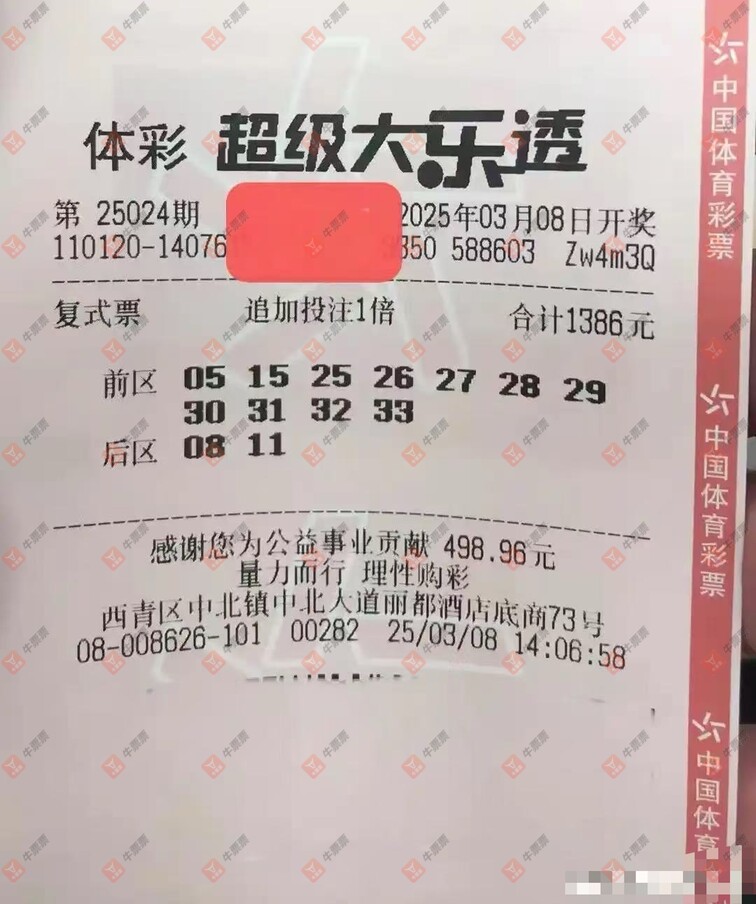 体彩 超级大乐透
第 25024期 2025年03月08日开奖
110120-14076 350 588603 Zw4m3Q
复式票 追加投注1倍 合计1386元
前区 05 15 25 26 27 28 29
30 31 32 33
后区 08 11
感谢您为公益事业贡献 498.96元
量力而行 理性购彩
西青区中北镇中北大道丽都酒店底商73号
08-008626-101 00282 25/03/08 14:06:58
中国体育彩票
中国体育彩票
中国体育
牛票票